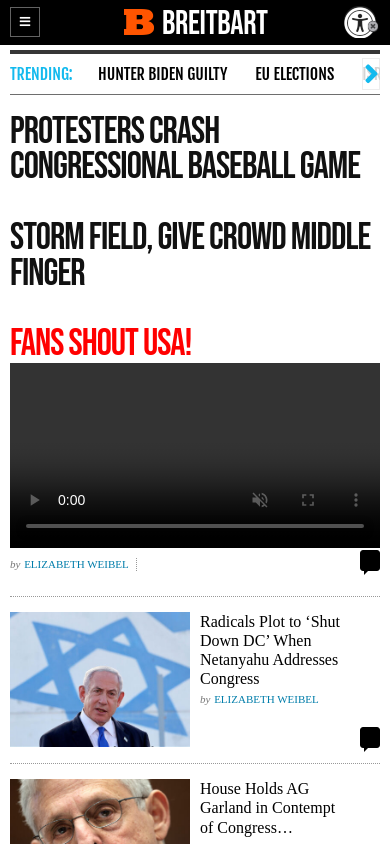 BREITBART
TRENDING:
HUNTER BIDEN GUILTY
EU ELECTIONS
PROTESTERS CRASH
CONGRESSIONAL BASEBALL GAME
STORM FIELD, GIVE CROWD MIDDLE
FINGER
FANS SHOUT USA!
0:00
by ELIZABETH WEIBEL
Radicals Plot to ‘Shut
Down DC’ When
Netanyahu Addresses
Congress
by ELIZABETH WEIBEL
House Holds AG
Garland in Contempt
of Congress…